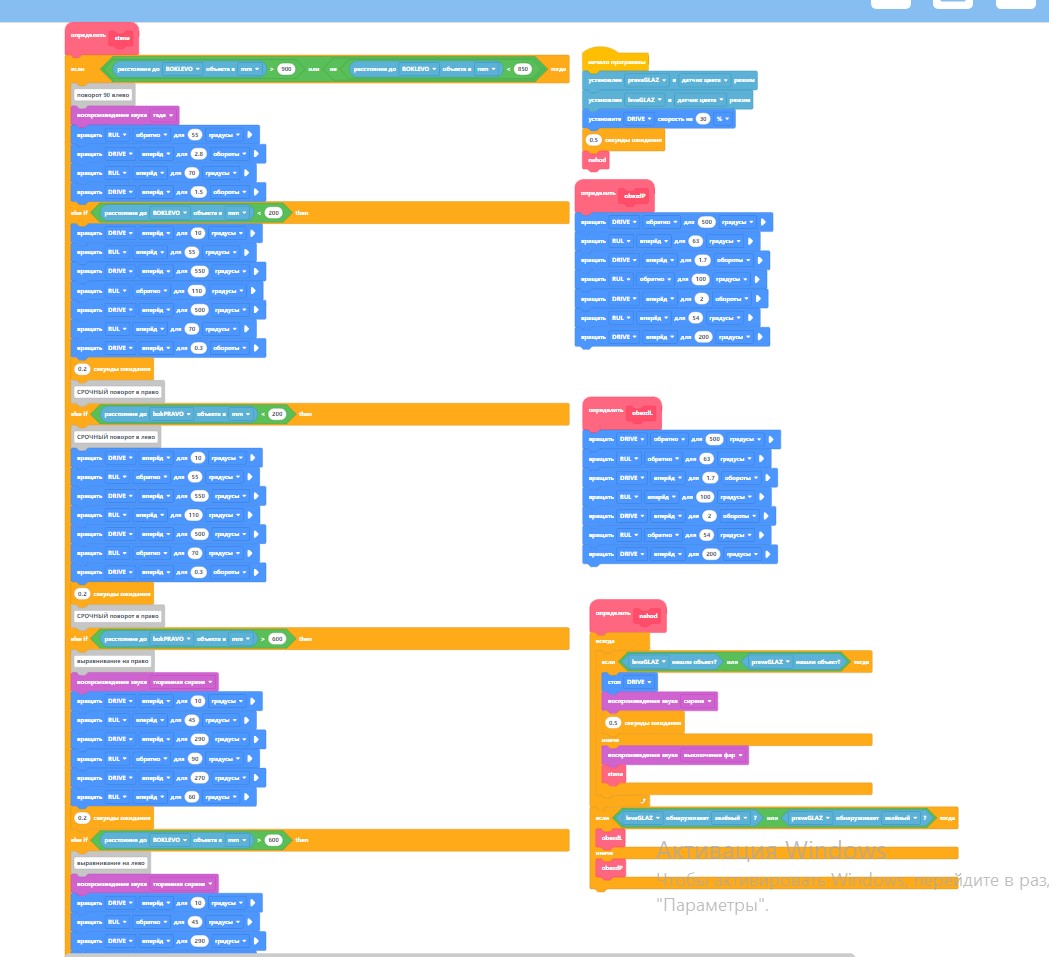 определить stena
если расстояние до BOKLEVO объекта в mm > 900 или не расстояние до BOKLEVO объекта в mm < 850 тогда
поворот 90 влево
воспроизведение звука гада
вращать RUL обратно для 55 градусы
вращать DRIVE вперёд для 2.8 обороты
вращать RUL вперёд для 70 градусы
вращать DRIVE вперёд для 1.5 обороты
else if расстояние до BOKLEVO объекта в mm < 200 then
вращать DRIVE вперёд для 10 градусы
вращать RUL вперёд для 55 градусы
вращать DRIVE вперёд для 550 градусы
вращать RUL обратно для 110 градусы
вращать DRIVE вперёд для 500 градусы
вращать RUL вперёд для 70 градусы
вращать DRIVE вперёд для 0.3 обороты
0.2 секунды ожидания
СРОЧНЫЙ поворот в право
else if расстояние до bokPRAVO объекта в mm < 200 then
СРОЧНЫЙ поворот в лево
вращать DRIVE вперёд для 10 градусы
вращать RUL обратно для 55 градусы
вращать DRIVE вперёд для 550 градусы
вращать RUL вперёд для 110 градусы
вращать DRIVE вперёд для 500 градусы
вращать RUL обратно для 70 градусы
вращать DRIVE вперёд для 0.3 обороты
0.2 секунды ожидания
СРОЧНЫЙ поворот в право
else if расстояние до bokPRAVO объекта в mm > 600 then
выравнивание на право
воспроизведение звука тюремная сирена
вращать DRIVE вперёд для 10 градусы
вращать RUL вперёд для 45 градусы
вращать DRIVE вперёд для 290 градусы
вращать RUL обратно для 90 градусы
вращать DRIVE вперёд для 270 градусы
вращать RUL вперёд для 60 градусы
0.2 секунды ожидания
else if расстояние до BOKLEVO объекта в mm > 600 then
выравнивание на лево
воспроизведение звука тюремная сирена
вращать DRIVE вперёд для 10 градусы
вращать RUL обратно для 45 градусы
вращать DRIVE вперёд для 290 градусы
начало программы
установим pravoGLAZ в датчик цвета режим
установим levoGLAZ в датчик цвета режим
установите DRIVE скорость на 30 %
0.5 секунды ожидания
nahod
определить obezdP
вращать DRIVE обратно для 500 градусы
вращать RUL вперёд для 63 градусы
вращать DRIVE вперёд для 1.7 обороты
вращать RUL обратно для 100 градусы
вращать DRIVE вперёд для 2 обороты
вращать RUL вперёд для 54 градусы
вращать DRIVE вперёд для 200 градусы
определить obezdL
вращать DRIVE обратно для 500 градусы
вращать RUL обратно для 63 градусы
вращать DRIVE вперёд для 1.7 обороты
вращать RUL вперёд для 100 градусы
вращать DRIVE вперёд для 2 обороты
вращать RUL обратно для 54 градусы
вращать DRIVE вперёд для 200 градусы
определить nahod
всегда
если levoGLAZ нашли объект? или pravoGLAZ нашли объект? тогда
стоп DRIVE
воспроизведение звука сирена
0.5 секунды ожидания
иначе
воспроизведение звука выключение фар
stena
если levoGLAZ обнаруживает зелёный ? или pravoGLAZ обнаруживает зелёный ? тогда
obezdL
иначе
obezdP
Активация Windows
Чтобы активировать Windows, перейдите в раз
"Параметры".